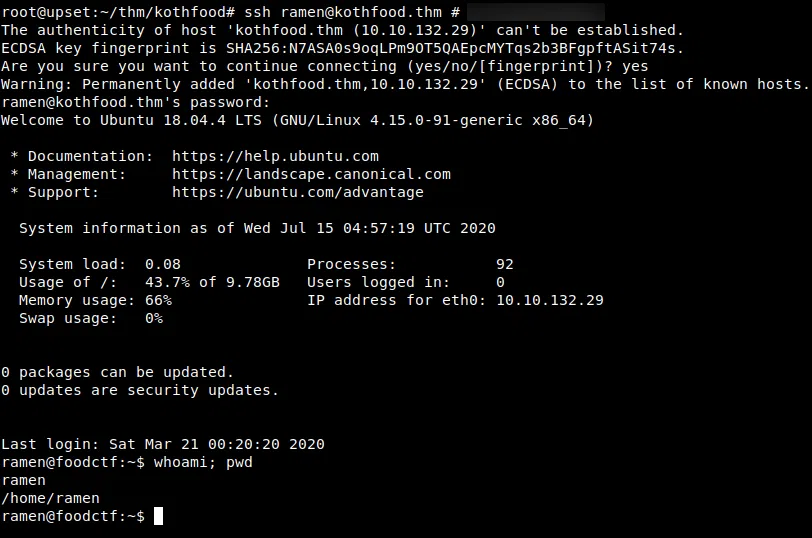 root@upset:~/thm/kothfood# ssh ramen@kothfood.thm #
The authenticity of host 'kothfood.thm (10.10.132.29)' can't be established.
ECDSA key fingerprint is SHA256:N7ASA0s9oqLPm9OT5QAEpcMYTqs2b3BFgpftASit74s.
Are you sure you want to continue connecting (yes/no/[fingerprint])? yes
Warning: Permanently added 'kothfood.thm,10.10.132.29' (ECDSA) to the list of known hosts.
ramen@kothfood.thm's password:
Welcome to Ubuntu 18.04.4 LTS (GNU/Linux 4.15.0-91-generic x86_64)
* Documentation:  https://help.ubuntu.com
* Management:     https://landscape.canonical.com
* Support:        https://ubuntu.com/advantage
System information as of Wed Jul 15 04:57:19 UTC 2020
System load:  0.08               Processes:           92
Usage of /:   43.7% of 9.78GB   Users logged in:     0
Memory usage: 66%               IP address for eth0: 10.10.132.29
Swap usage:   0%
0 packages can be updated.
0 updates are security updates.
Last login: Sat Mar 21 00:20:20 2020
ramen@foodctf:~$ whoami; pwd
ramen
/home/ramen
ramen@foodctf:~$